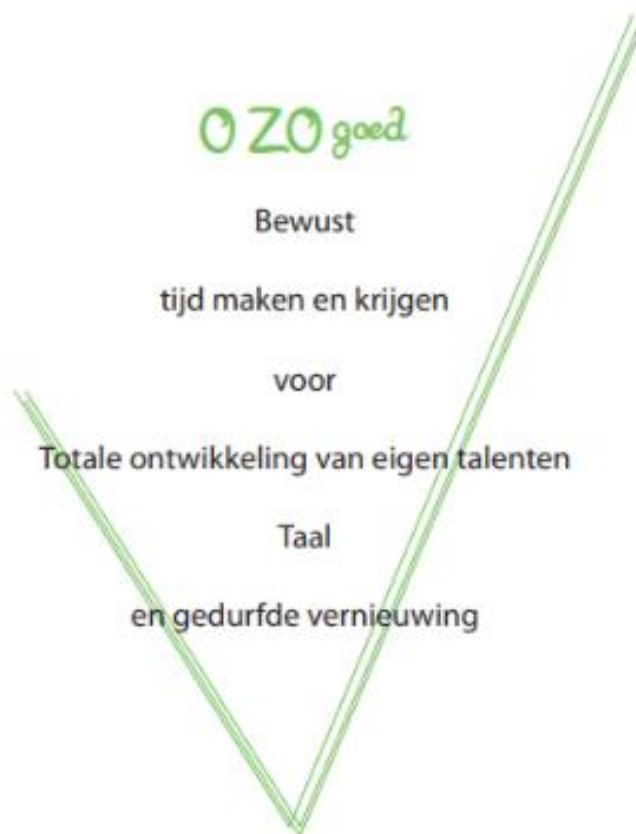 O ZO goed
Bewust
tijd maken en krijgen
voor
Totale ontwikkeling van eigen talenten
Taal
en gedurfde vernieuwing